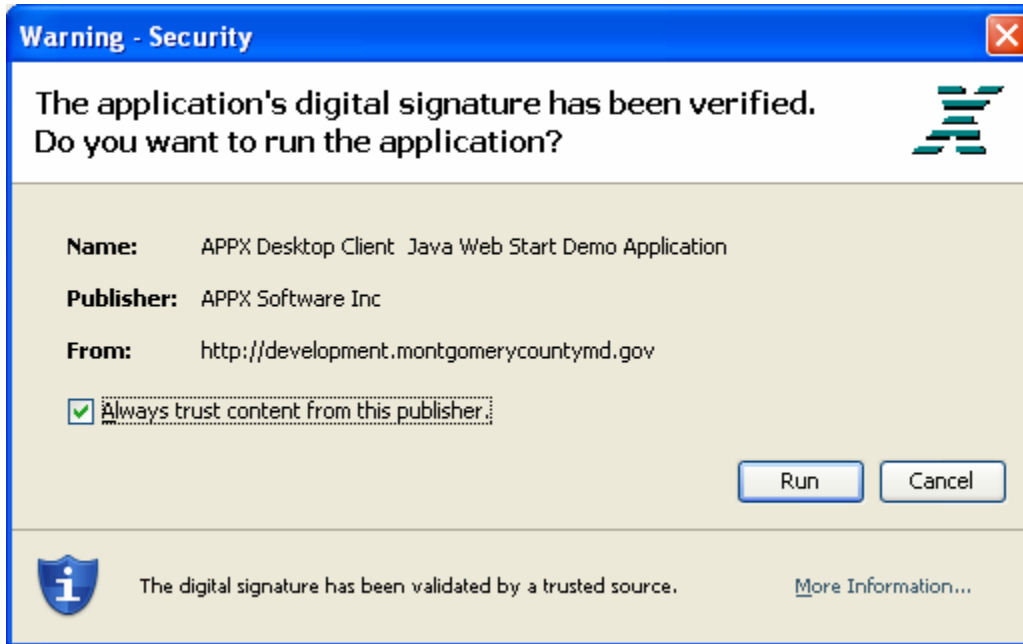 Warning - Security
The application's digital signature has been verified.
Do you want to run the application?
Name: APPX Desktop Client Java Web Start Demo Application
Publisher: APPX Software Inc
From: http://development.montgomerycountymd.gov
Always trust content from this publisher.
Run Cancel
The digital signature has been validated by a trusted source. More Information...